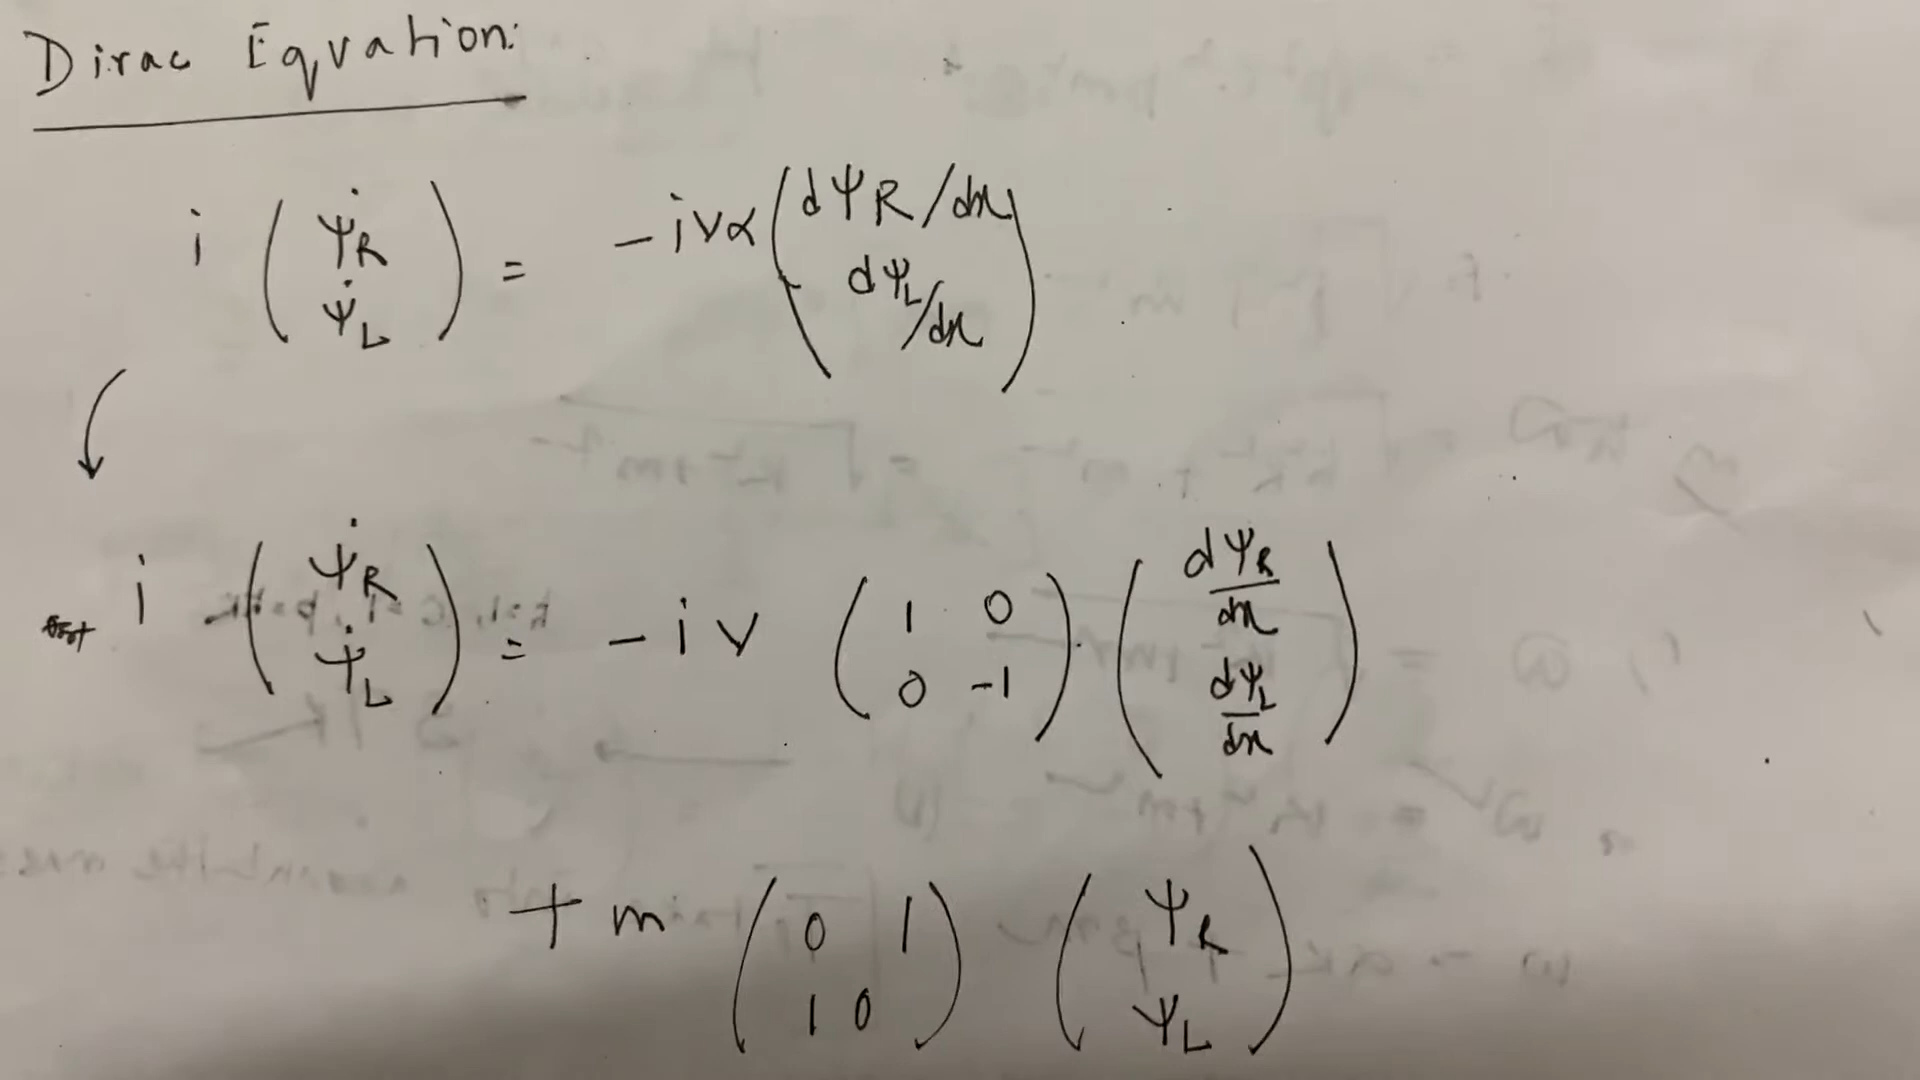 Dirac Equation:
i ( ψ̇R ψ̇L ) = -ivα ( dψR/dx dψL/dx )
i ( ψ̇R ψ̇L ) = -iv ( 1 0 0 -1 ) · ( dψR/dx dψL/dx )
+ m ( 0 1 1 0 ) ( ψR ψL )